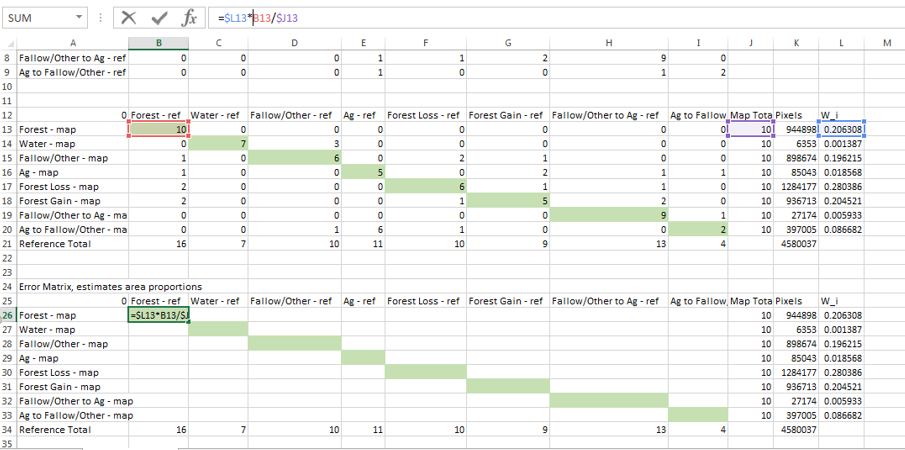 SUM fx =$L13*B13/$J13
A B C D E F G H I J K L M
8 Fallow/Other to Ag - ref 0 0 0 1 1 2 9 0
9 Ag to Fallow/Other - ref 0 0 0 1 0 0 1 2
10
11
12 0 Forest - ref Water - ref Fallow/Other - ref Ag - ref Forest Loss - ref Forest Gain - ref Fallow/Other to Ag - ref Ag to Fallow Map Tota Pixels W_i
13 Forest - map 10 0 0 0 0 0 0 0 10 944898 0.206308
14 Water - map 0 7 3 0 0 0 0 0 10 6353 0.001387
15 Fallow/Other - map 1 0 6 0 2 1 0 0 10 898674 0.196215
16 Ag - map 1 0 0 5 0 2 1 1 10 85043 0.018568
17 Forest Loss - map 2 0 0 0 6 1 1 0 10 1284177 0.280386
18 Forest Gain - map 2 0 0 0 1 5 2 0 10 936713 0.204521
19 Fallow/Other to Ag - ma 0 0 0 0 0 0 9 1 10 27174 0.005933
20 Ag to Fallow/Other - ma 0 0 1 6 1 0 0 2 10 397005 0.086682
21 Reference Total 16 7 10 11 10 9 13 4 4580037
22
23
24 Error Matrix, estimates area proportions
25 0 Forest - ref Water - ref Fallow/Other - ref Ag - ref Forest Loss - ref Forest Gain - ref Fallow/Other to Ag - ref Ag to Fallow Map Tota Pixels W_i
26 Forest - map =$L13*B13/$J 10 944898 0.206308
27 Water - map 10 6353 0.001387
28 Fallow/Other - map 10 898674 0.196215
29 Ag - map 10 85043 0.018568
30 Forest Loss - map 10 1284177 0.280386
31 Forest Gain - map 10 936713 0.204521
32 Fallow/Other to Ag - map 10 27174 0.005933
33 Ag to Fallow/Other - map 10 397005 0.086682
34 Reference Total 16 7 10 11 10 9 13 4 4580037
35